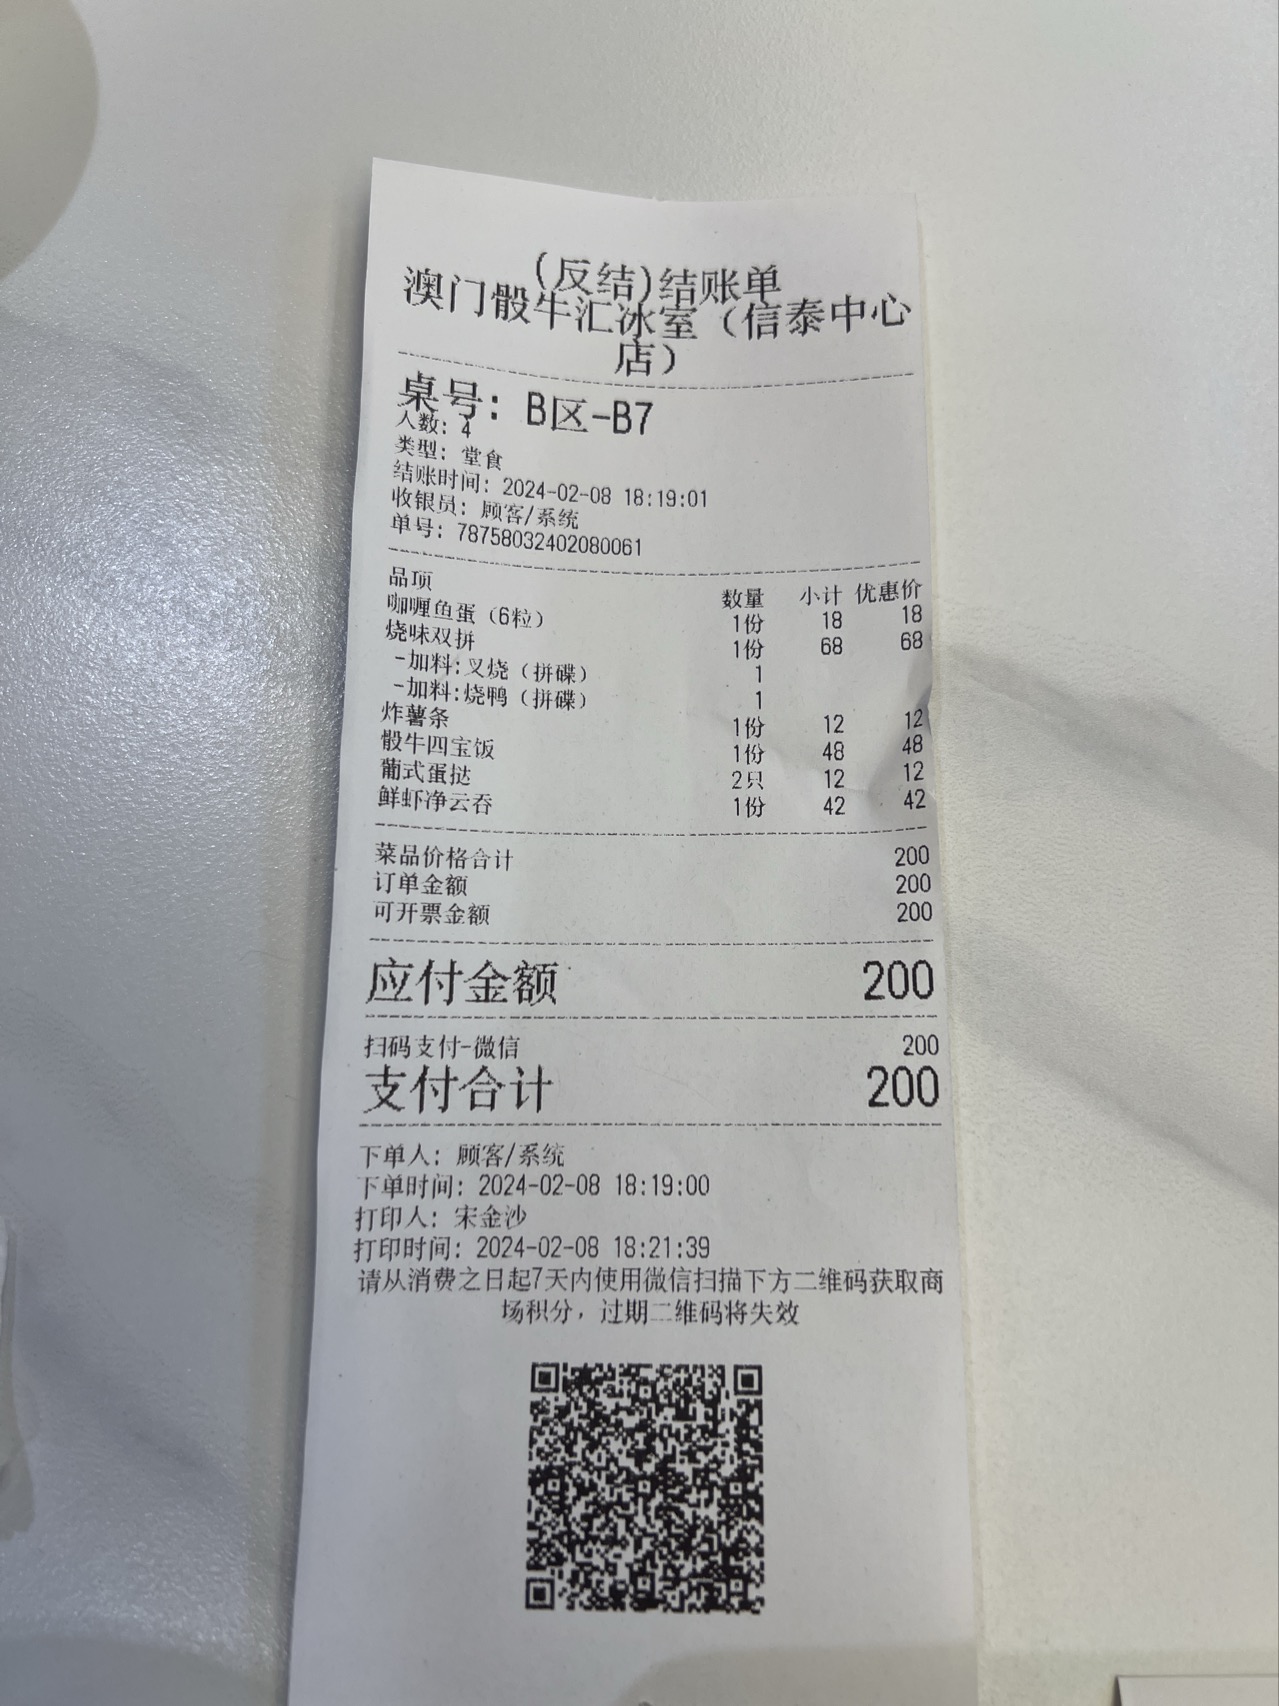 (反结)结账单
澳门骰牛汇冰室（信泰中心
店）
桌号：B区-B7
人数：4
类型：堂食
结账时间：2024-02-08 18:19:01
收银员：顾客/系统
单号：78758032402080061
品项 数量 小计 优惠价
咖喱鱼蛋（6粒） 1份 18 18
烧味双拼 1份 68 68
-加料:叉烧（拼碟） 1
-加料:烧鸭（拼碟） 1
炸薯条 1份 12 12
骰牛四宝饭 1份 48 48
葡式蛋挞 2只 12 12
鲜虾净云吞 1份 42 42
菜品价格合计 200
订单金额 200
可开票金额 200
应付金额 200
扫码支付-微信 200
支付合计 200
下单人：顾客/系统
下单时间：2024-02-08 18:19:00
打印人：宋金沙
打印时间：2024-02-08 18:21:39
请从消费之日起7天内使用微信扫描下方二维码获取商
场积分，过期二维码将失效